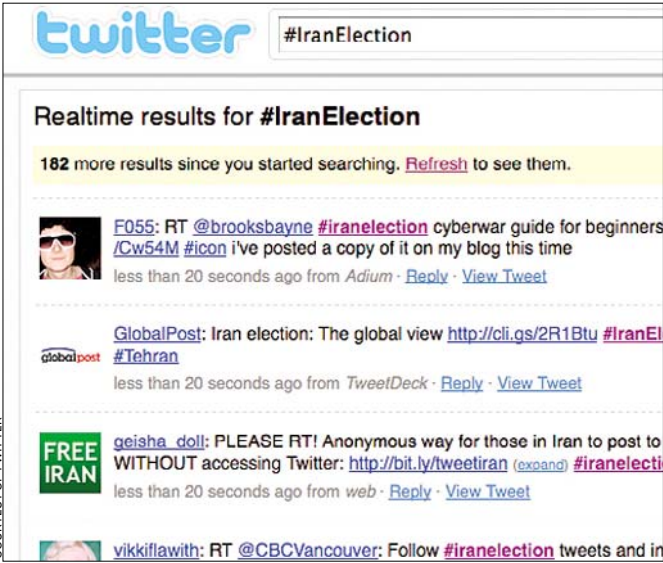 twitter
#IranElection
Realtime results for #IranElection
182 more results since you started searching. Refresh to see them.
F055: RT @brooksbayne #iranelection cyberwar guide for beginners
/Cw54M #icon i've posted a copy of it on my blog this time
less than 20 seconds ago from Adium · Reply · View Tweet
GlobalPost: Iran election: The global view http://cli.gs/2R1Btu #IranEl
globalpost
#Tehran
less than 20 seconds ago from TweetDeck · Reply · View Tweet
FREE
IRAN
geisha_doll: PLEASE RT! Anonymous way for those in Iran to post to
WITHOUT accessing Twitter: http://bit.ly/tweetiran (expand) #iranelecti
less than 20 seconds ago from web · Reply · View Tweet
vikkiflawith: RT @CBCVancouver: Follow #iranelection tweets and in